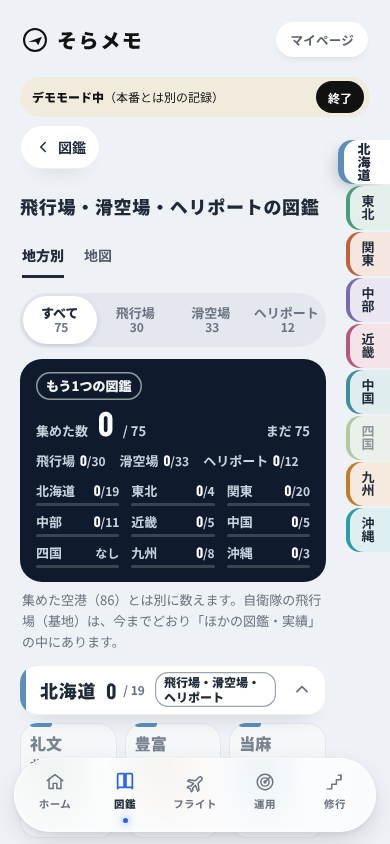 そらメモ
マイページ
デモモード中（本番とは別の記録）
終了
図鑑
飛行場・滑空場・ヘリポートの図鑑
地方別 地図
すべて 飛行場 滑空場 ヘリポート
75 30 33 12
もう1つの図鑑
集めた数 0 / 75 まだ 75
飛行場 0/30 滑空場 0/33 ヘリポート 0/12
北海道 0/19 東北 0/4 関東 0/20
中部 0/11 近畿 0/5 中国 0/5
四国 なし 九州 0/8 沖縄 0/3
集めた空港（86）とは別に数えます。自衛隊の飛行
場（基地）は、今までどおり「ほかの図鑑・実績」
の中にあります。
北海道 0 / 19 飛行場・滑空場・
ヘリポート
礼文 豊富 当麻
ホーム 図鑑 フライト 運用 修行
北海道
東北
関東
中部
近畿
中国
四国
九州
沖縄